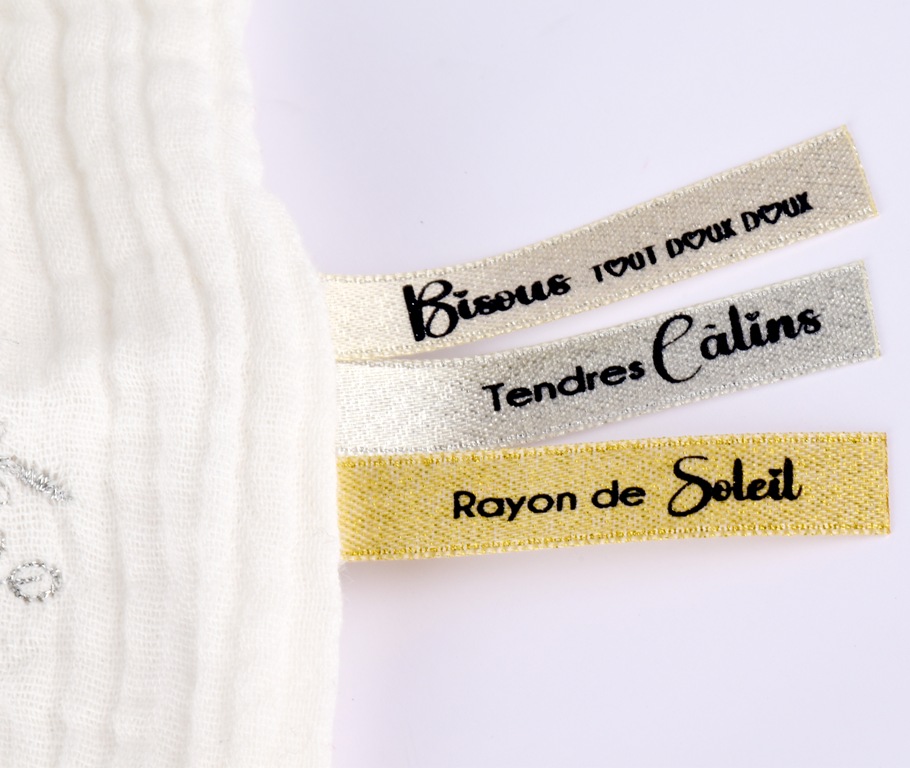 Bisous TOUT DOUX DOUX
Tendres Câlins
Rayon de Soleil